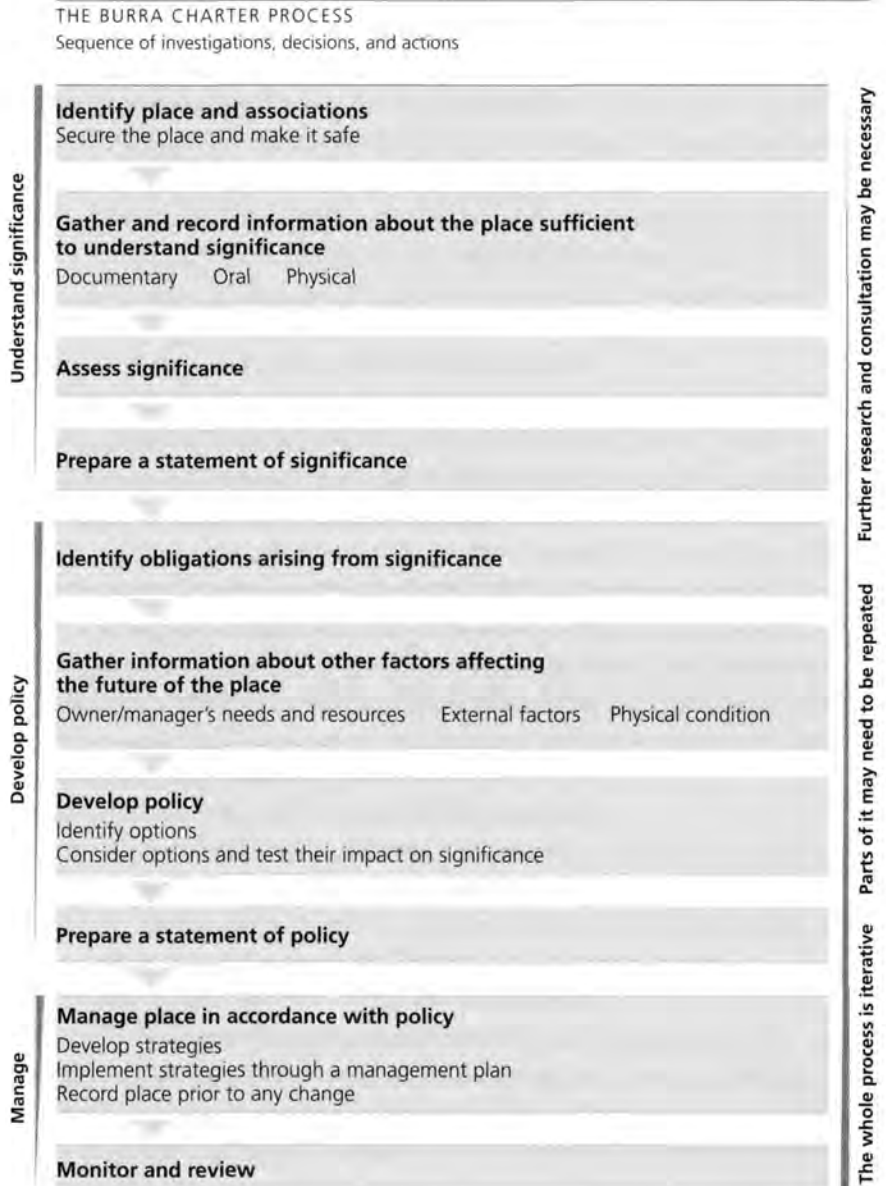 THE BURRA CHARTER PROCESS
Sequence of investigations, decisions, and actions
Understand significance
Identify place and associations
Secure the place and make it safe
Gather and record information about the place sufficient
to understand significance
Documentary Oral Physical
Assess significance
Prepare a statement of significance
Develop policy
Identify obligations arising from significance
Gather information about other factors affecting
the future of the place
Owner/manager's needs and resources External factors Physical condition
Develop policy
Identify options
Consider options and test their impact on significance
Prepare a statement of policy
Manage
Manage place in accordance with policy
Develop strategies
Implement strategies through a management plan
Record place prior to any change
Monitor and review
The whole process is iterative Parts of it may need to be repeated Further research and consultation may be necessary